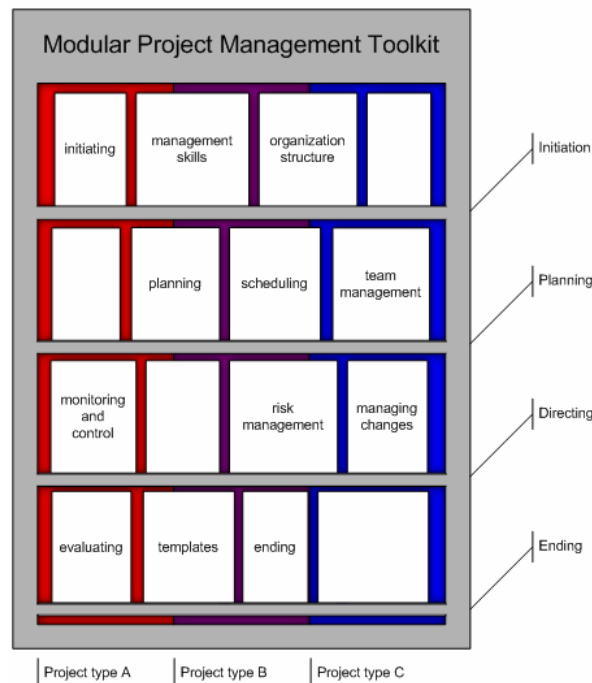 Modular Project Management Toolkit
initiating
management
skills
organization
structure
Initiation
planning
scheduling
team
management
Planning
monitoring
and
control
risk
management
managing
changes
Directing
evaluating
templates
ending
Ending
Project type A
Project type B
Project type C